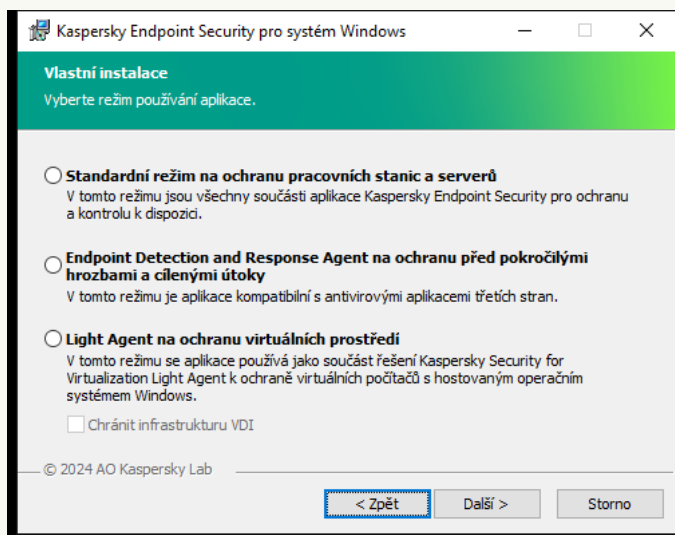 Kaspersky Endpoint Security pro systém Windows
Vlastní instalace
Vyberte režim používání aplikace.
Standardní režim na ochranu pracovních stanic a serverů
V tomto režimu jsou všechny součásti aplikace Kaspersky Endpoint Security pro ochranu
a kontrolu k dispozici.
Endpoint Detection and Response Agent na ochranu před pokročilými
hrozbami a cílenými útoky
V tomto režimu je aplikace kompatibilní s antivirovými aplikacemi třetích stran.
Light Agent na ochranu virtuálních prostředí
V tomto režimu se aplikace používá jako součást řešení Kaspersky Security for
Virtualization Light Agent k ochraně virtuálních počítačů s hostovaným operačním
systémem Windows.
Chránit infrastrukturu VDI
© 2024 AO Kaspersky Lab
< Zpět Další > Storno